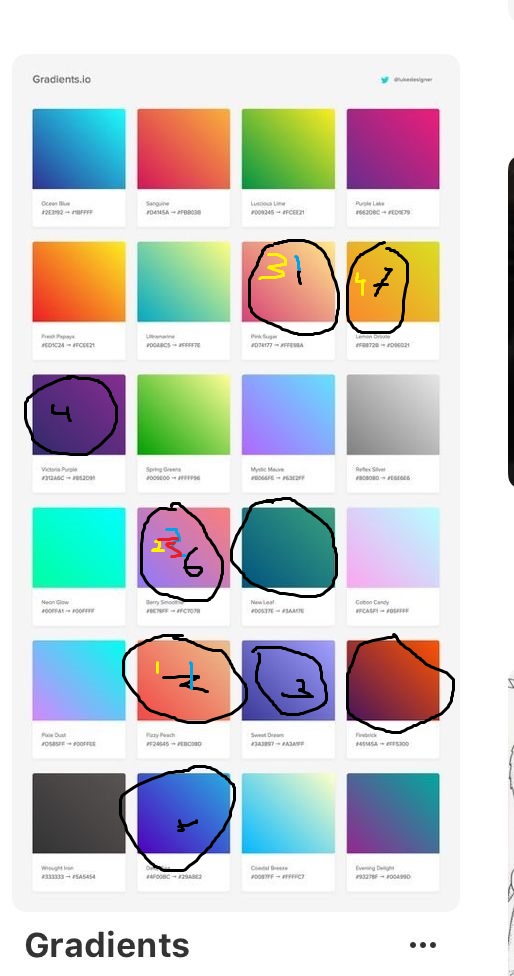 Gradients.io
@lukedesigner
Ocean Blue
#2E3192 → #1BFFFF
Sanguine
#D4145A → #FBB03B
Luscious Lime
#009245 → #FCEE21
Purple Lake
#662D8C → #ED1E79
3 1
4 7
Fresh Papaya
#ED1C24 → #FCEE21
Ultramarine
#00A8C5 → #FFFF7E
Pink Sugar
#D74177 → #FFE98A
Lemon Drizzle
#FB872B → #D9E021
4
Victoria Purple
#312A6C → #852D91
Spring Greens
#009E00 → #FFFF96
Mystic Mauve
#B066FE → #63E2FF
Reflex Silver
#808080 → #E6E6E6
2 2 3 6
Neon Glow
#00FFA1 → #00FFFF
Berry Smoothie
#8E78FF → #FC7D7B
New Leaf
#00537E → #3AA17E
Cotton Candy
#FCA5F1 → #B5FFFF
1 2 1
3
Pixie Dust
#D585FF → #00FFEE
Fizzy Peach
#F24645 → #EBC08D
Sweet Dream
#3A3897 → #A3A1FF
Firebrick
#45145A → #FF5300
Wrought Iron
#333333 → #5A5454
#4F00BC → #29ABE2
Coastal Breeze
#00B7FF → #FFFFC7
Evening Delight
#93278F → #00A99D
Gradients